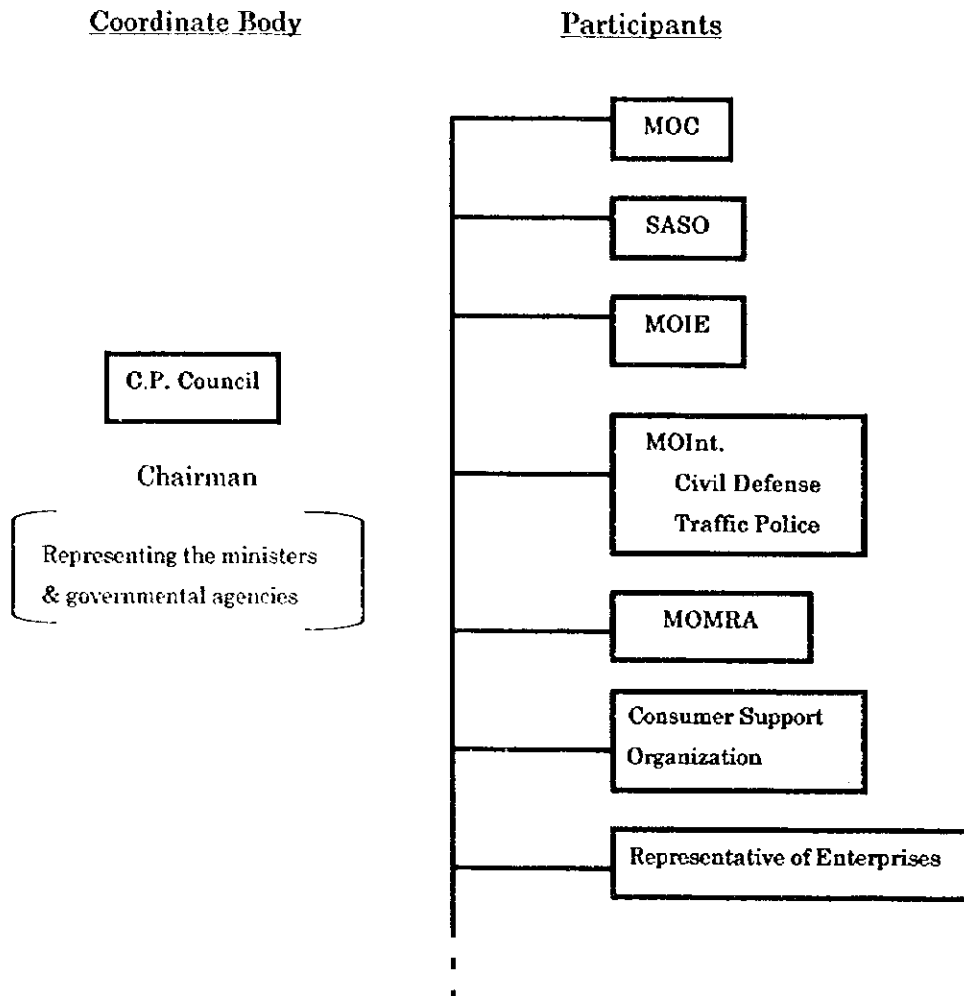 Coordinate Body
Participants
MOC
SASO
MOIE
C.P. Council
Chairman
Representing the ministers
& governmental agencies
MOInt.
Civil Defense
Traffic Police
MOMRA
Consumer Support
Organization
Representative of Enterprises